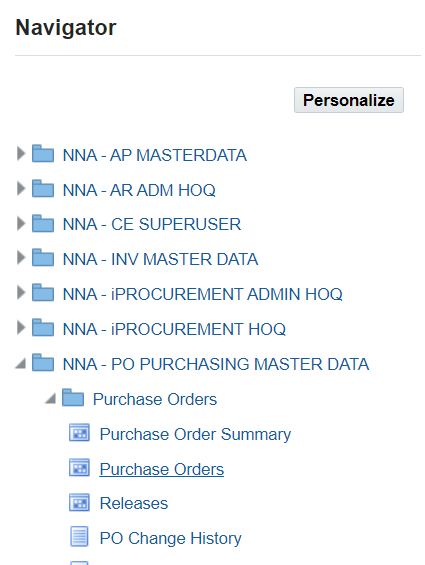 Navigator
Personalize
NNA - AP MASTERDATA
NNA - AR ADM HOQ
NNA - CE SUPERUSER
NNA - INV MASTER DATA
NNA - iPROCUREMENT ADMIN HOQ
NNA - iPROCUREMENT HOQ
NNA - PO PURCHASING MASTER DATA
Purchase Orders
Purchase Order Summary
Purchase Orders
Releases
PO Change History